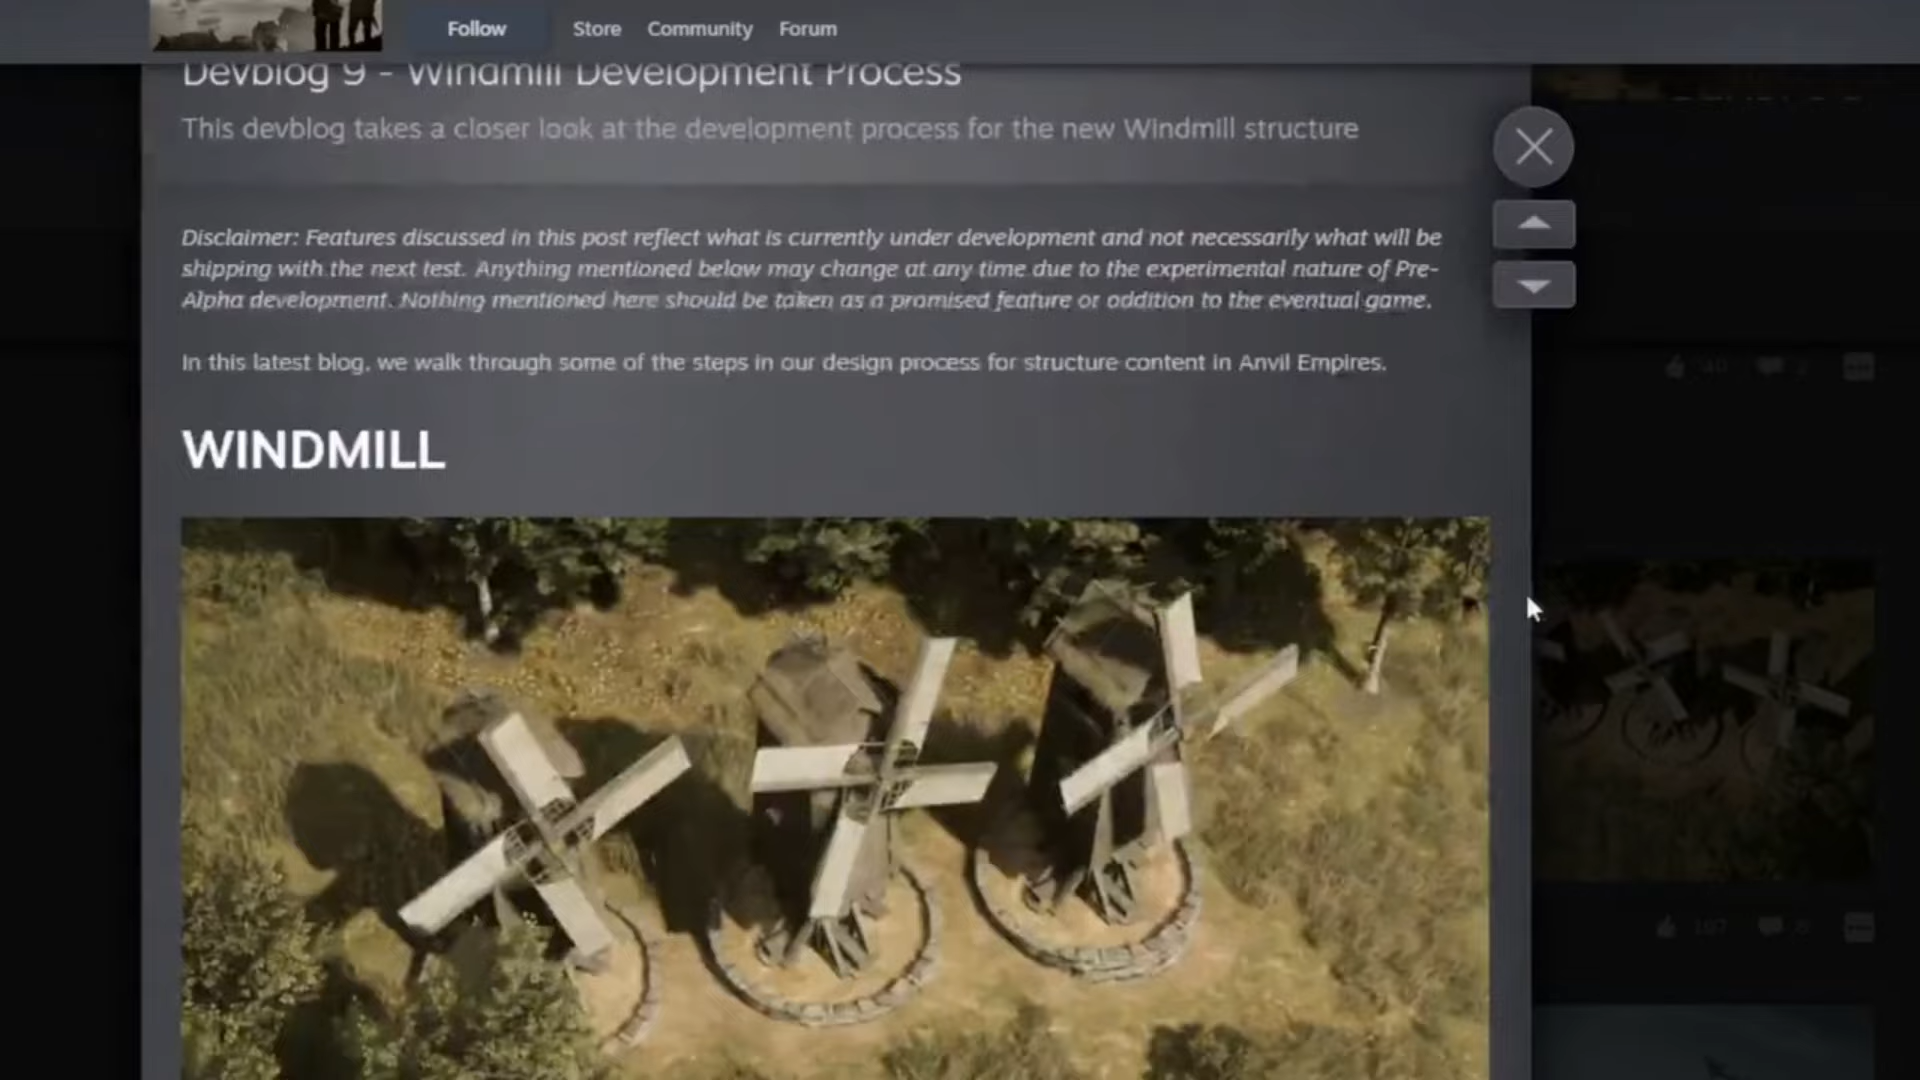 Follow Store Community Forum
Devblog 9 - Windmill Development Process
This devblog takes a closer look at the development process for the new Windmill structure
Disclaimer: Features discussed in this post reflect what is currently under development and not necessarily what will be
shipping with the next test. Anything mentioned below may change at any time due to the experimental nature of Pre-
Alpha development. Nothing mentioned here should be taken as a promised feature or addition to the eventual game.
In this latest blog, we walk through some of the steps in our design process for structure content in Anvil Empires.
WINDMILL